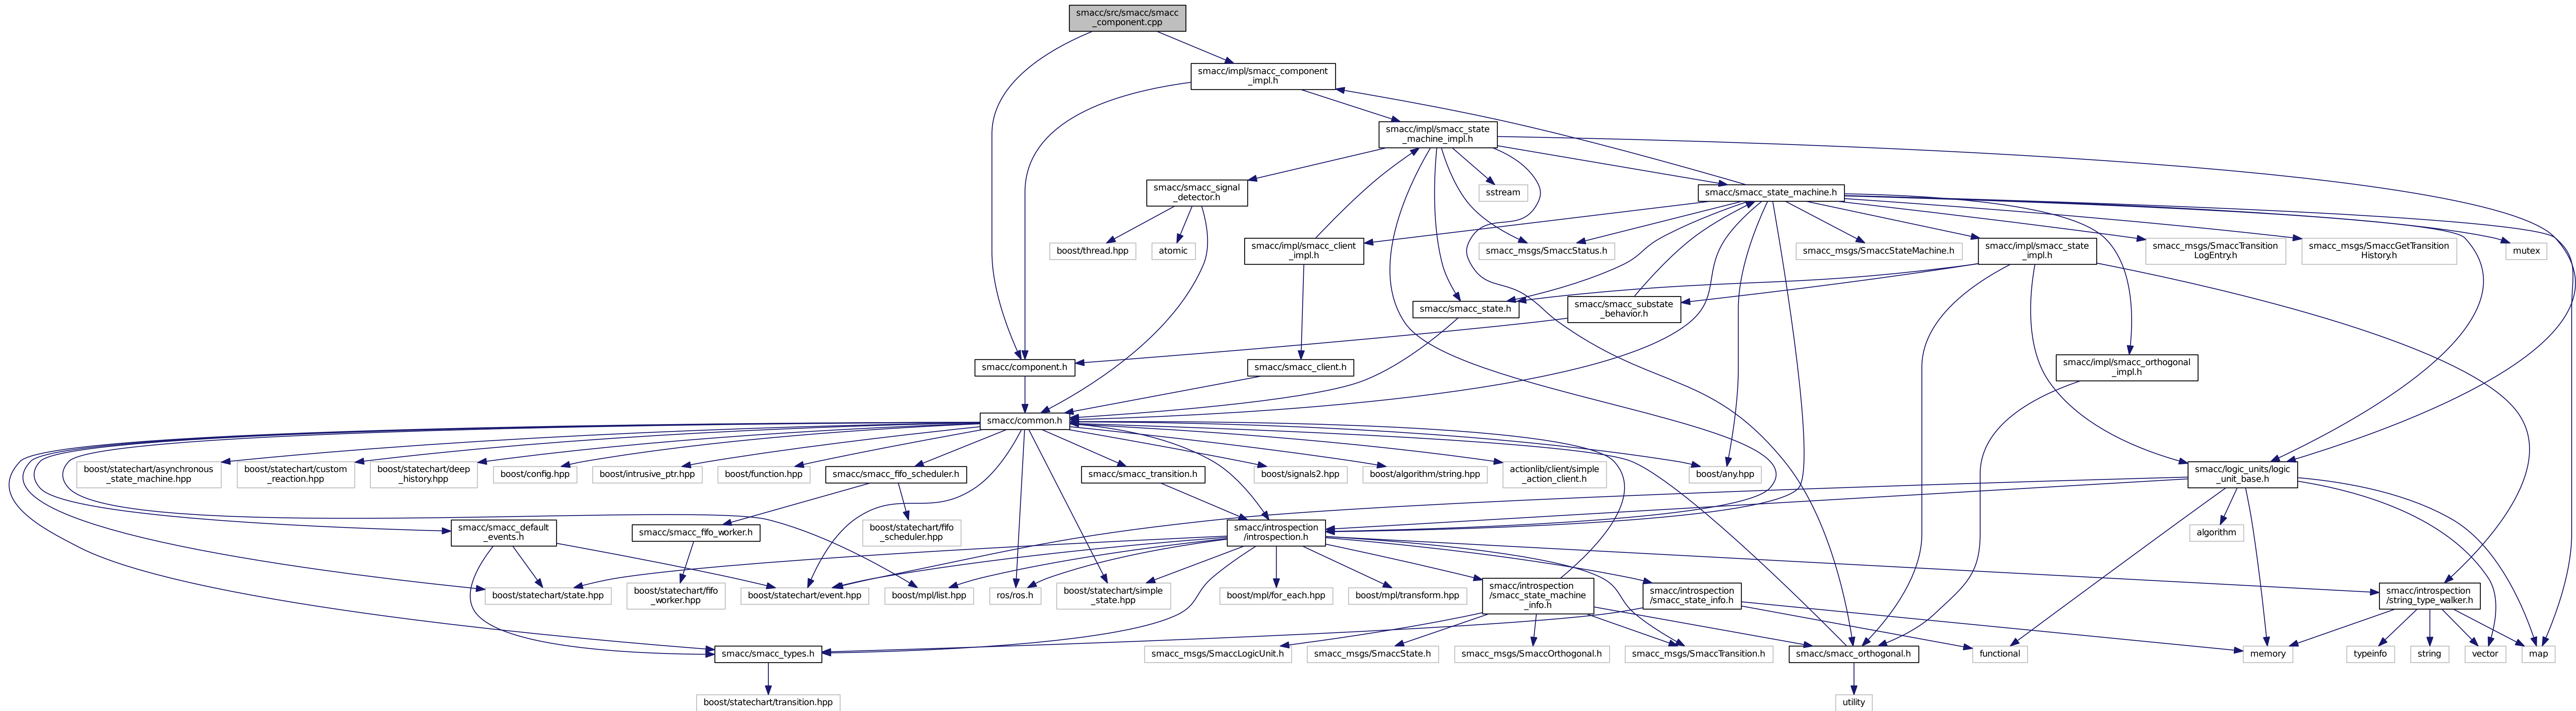 smacc/src/smacc/smacc
_component.cpp
smacc/impl/smacc_component
_impl.h
smacc/impl/smacc_state
_machine_impl.h
smacc/smacc_signal
_detector.h
sstream
smacc/smacc_state_machine.h
boost/thread.hpp
atomic
smacc/impl/smacc_client
_impl.h
smacc_msgs/SmaccStatus.h
smacc_msgs/SmaccStateMachine.h
smacc/impl/smacc_state
_impl.h
smacc_msgs/SmaccTransition
LogEntry.h
smacc_msgs/SmaccGetTransition
History.h
mutex
smacc/smacc_state.h
smacc/smacc_substate
_behavior.h
smacc/component.h
smacc/smacc_client.h
smacc/impl/smacc_orthogonal
_impl.h
smacc/common.h
boost/statechart/asynchronous
_state_machine.hpp
boost/statechart/custom
_reaction.hpp
boost/statechart/deep
_history.hpp
boost/config.hpp
boost/intrusive_ptr.hpp
boost/function.hpp
smacc/smacc_fifo_scheduler.h
smacc/smacc_transition.h
boost/signals2.hpp
boost/algorithm/string.hpp
actionlib/client/simple
_action_client.h
boost/any.hpp
smacc/logic_units/logic
_unit_base.h
smacc/smacc_default
_events.h
smacc/smacc_fifo_worker.h
boost/statechart/fifo
_scheduler.hpp
smacc/introspection
/introspection.h
algorithm
boost/statechart/state.hpp
boost/statechart/fifo
_worker.hpp
boost/statechart/event.hpp
boost/mpl/list.hpp
ros/ros.h
boost/statechart/simple
_state.hpp
boost/mpl/for_each.hpp
boost/mpl/transform.hpp
smacc/introspection
/smacc_state_machine
_info.h
smacc/introspection
/smacc_state_info.h
smacc/introspection
/string_type_walker.h
smacc/smacc_types.h
smacc_msgs/SmaccLogicUnit.h
smacc_msgs/SmaccState.h
smacc_msgs/SmaccOrthogonal.h
smacc_msgs/SmaccTransition.h
smacc/smacc_orthogonal.h
functional
memory
typeinfo
string
vector
map
boost/statechart/transition.hpp
utility